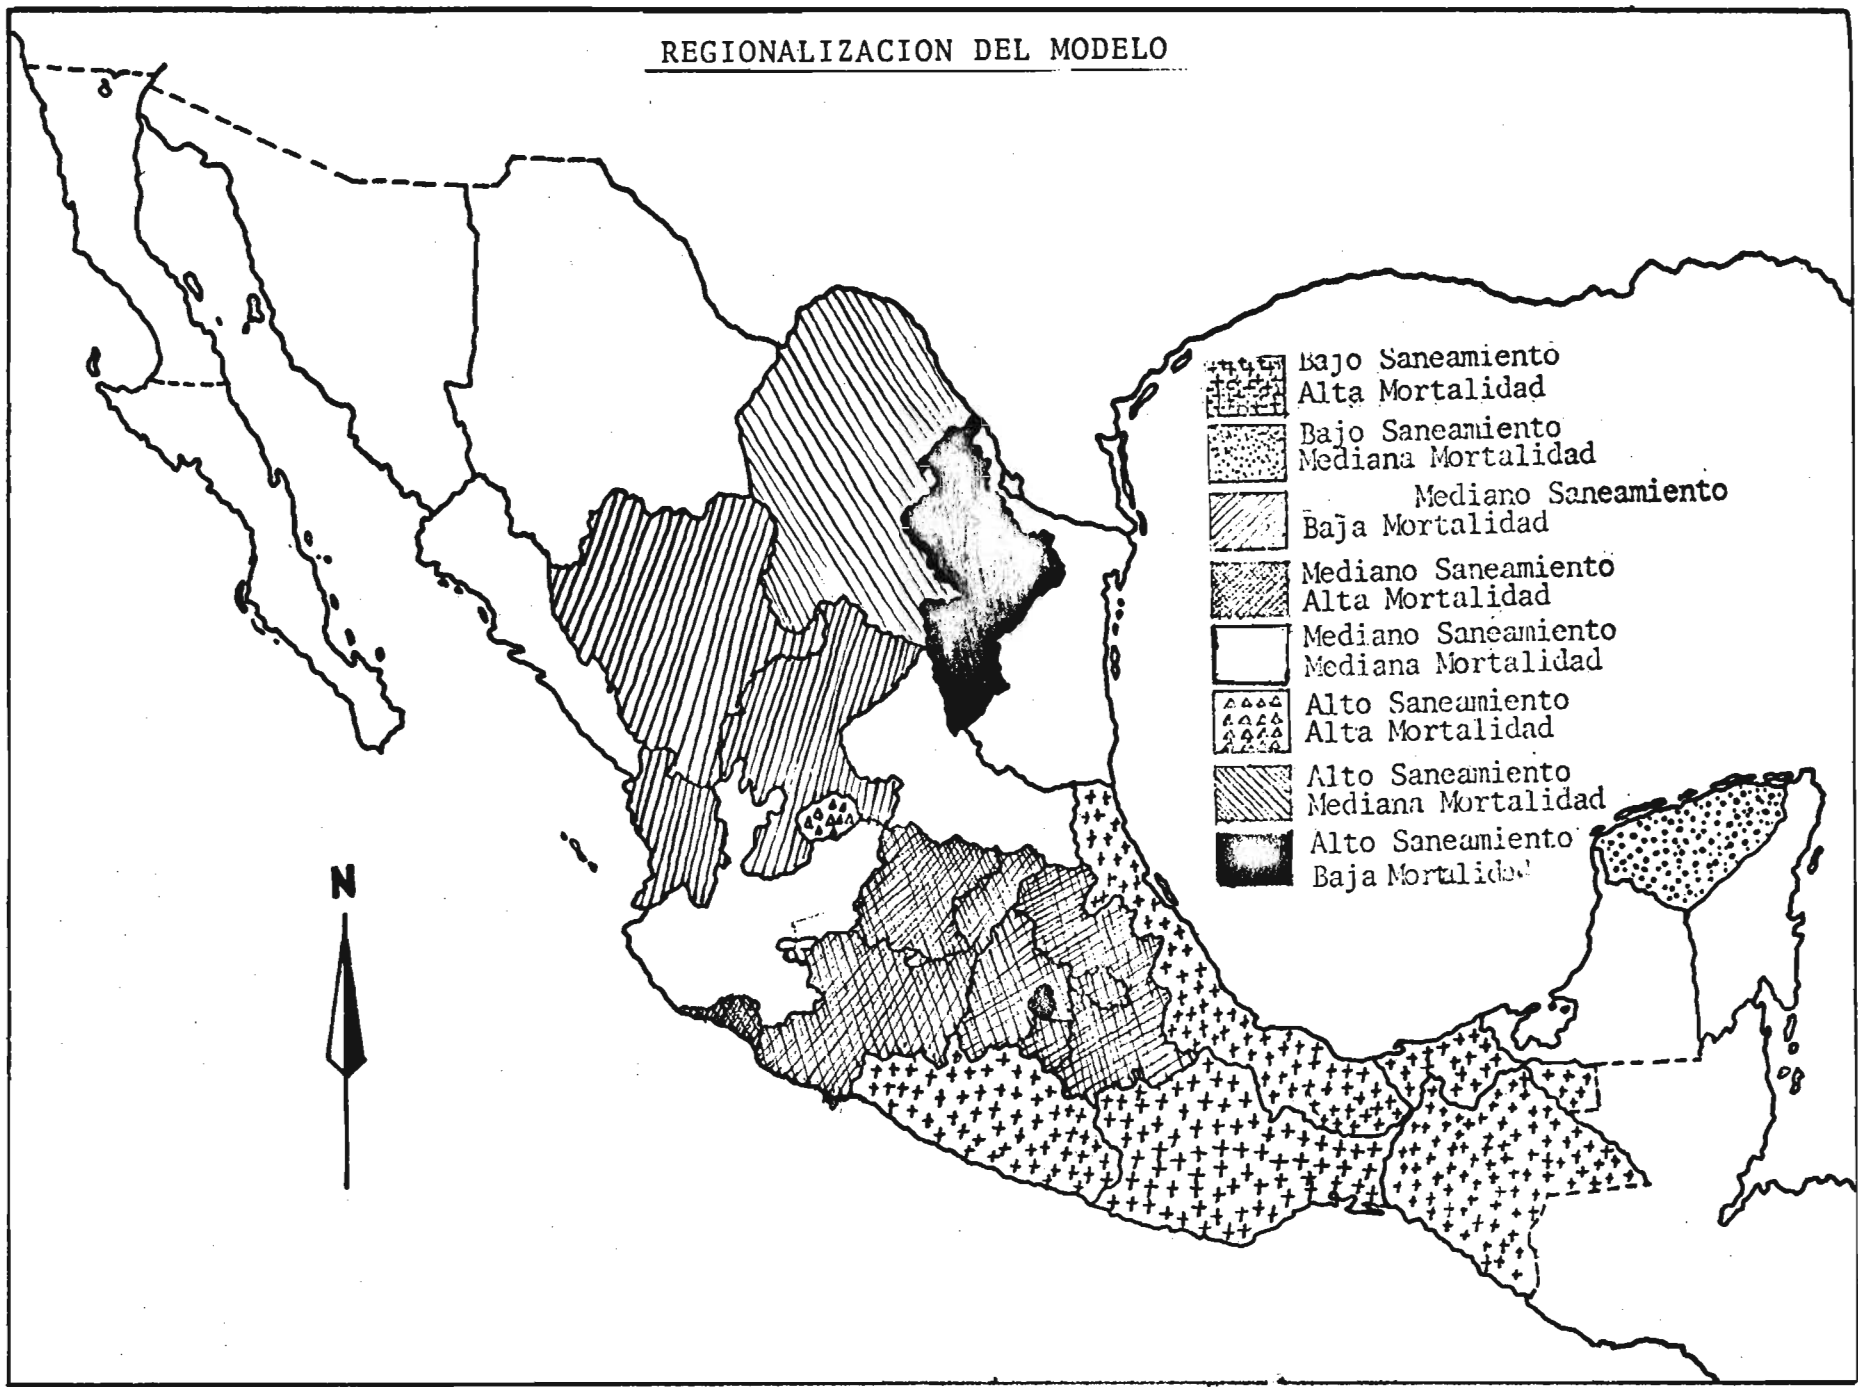 REGIONALIZACION DEL MODELO
Bajo Saneamiento
Alta Mortalidad
Bajo Saneamiento
Mediana Mortalidad
Mediano Saneamiento
Baja Mortalidad
Mediano Saneamiento
Alta Mortalidad
Mediano Saneamiento
Mediana Mortalidad
Alto Saneamiento
Alta Mortalidad
Alto Saneamiento
Mediana Mortalidad
Alto Saneamiento
Baja Mortalidad
N